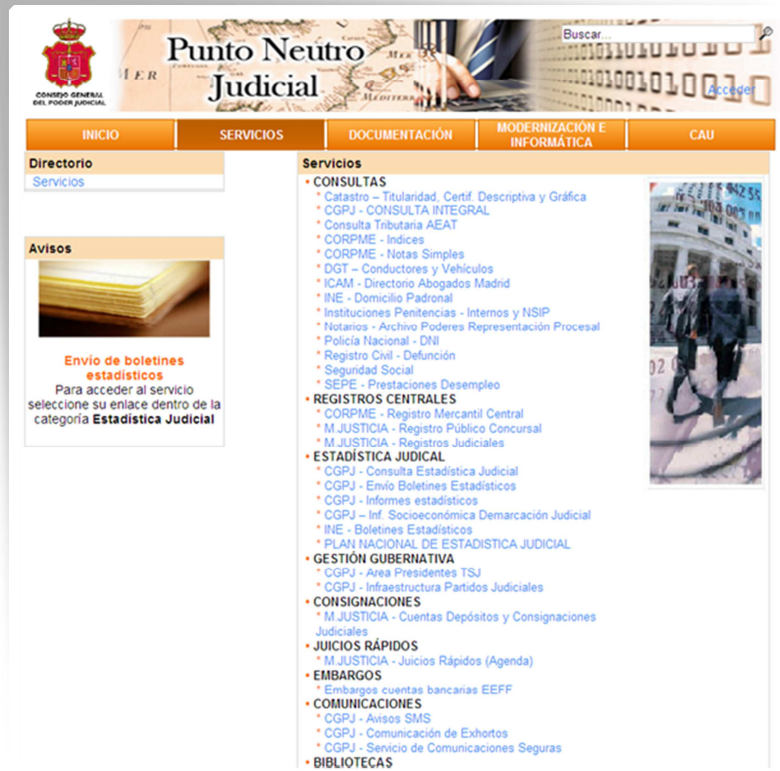 CONSEJO GENERAL
DEL PODER JUDICIAL
Punto Neutro
Judicial
Buscar...
Acceder
INICIO
SERVICIOS
DOCUMENTACIÓN
MODERNIZACIÓN E
INFORMÁTICA
CAU
Directorio
Servicios
Avisos
Envío de boletines
estadísticos
Para acceder al servicio
seleccione su enlace dentro de la
categoría Estadística Judicial
Servicios
• CONSULTAS
* Catastro – Titularidad, Certif. Descriptiva y Gráfica
* CGPJ - CONSULTA INTEGRAL
* Consulta Tributaria AEAT
* CORPME - Indices
* CORPME - Notas Simples
* DGT – Conductores y Vehículos
* ICAM - Directorio Abogados Madrid
* INE - Domicilio Padronal
* Instituciones Penitencias - Internos y NSIP
* Notarios - Archivo Poderes Representación Procesal
* Policía Nacional - DNI
* Registro Civil - Defunción
* Seguridad Social
* SEPE - Prestaciones Desempleo
• REGISTROS CENTRALES
* CORPME - Registro Mercantil Central
* M.JUSTICIA - Registro Público Concursal
* M.JUSTICIA - Registros Judiciales
• ESTADÍSTICA JUDICAL
* CGPJ - Consulta Estadística Judicial
* CGPJ - Envío Boletines Estadísticos
* CGPJ - Informes estadísticos
* CGPJ – Inf. Socioeconómica Demarcación Judicial
* INE - Boletines Estadísticos
* PLAN NACIONAL DE ESTADISTICA JUDICIAL
• GESTIÓN GUBERNATIVA
* CGPJ - Area Presidentes TSJ
* CGPJ - Infraestructura Partidos Judiciales
• CONSIGNACIONES
* M.JUSTICIA - Cuentas Depósitos y Consignaciones
Judiciales
• JUICIOS RÁPIDOS
* M.JUSTICIA - Juicios Rápidos (Agenda)
• EMBARGOS
* Embargos cuentas bancarias EEFF
• COMUNICACIONES
* CGPJ - Avisos SMS
* CGPJ - Comunicación de Exhortos
* CGPJ - Servicio de Comunicaciones Seguras
• BIBLIOTECAS